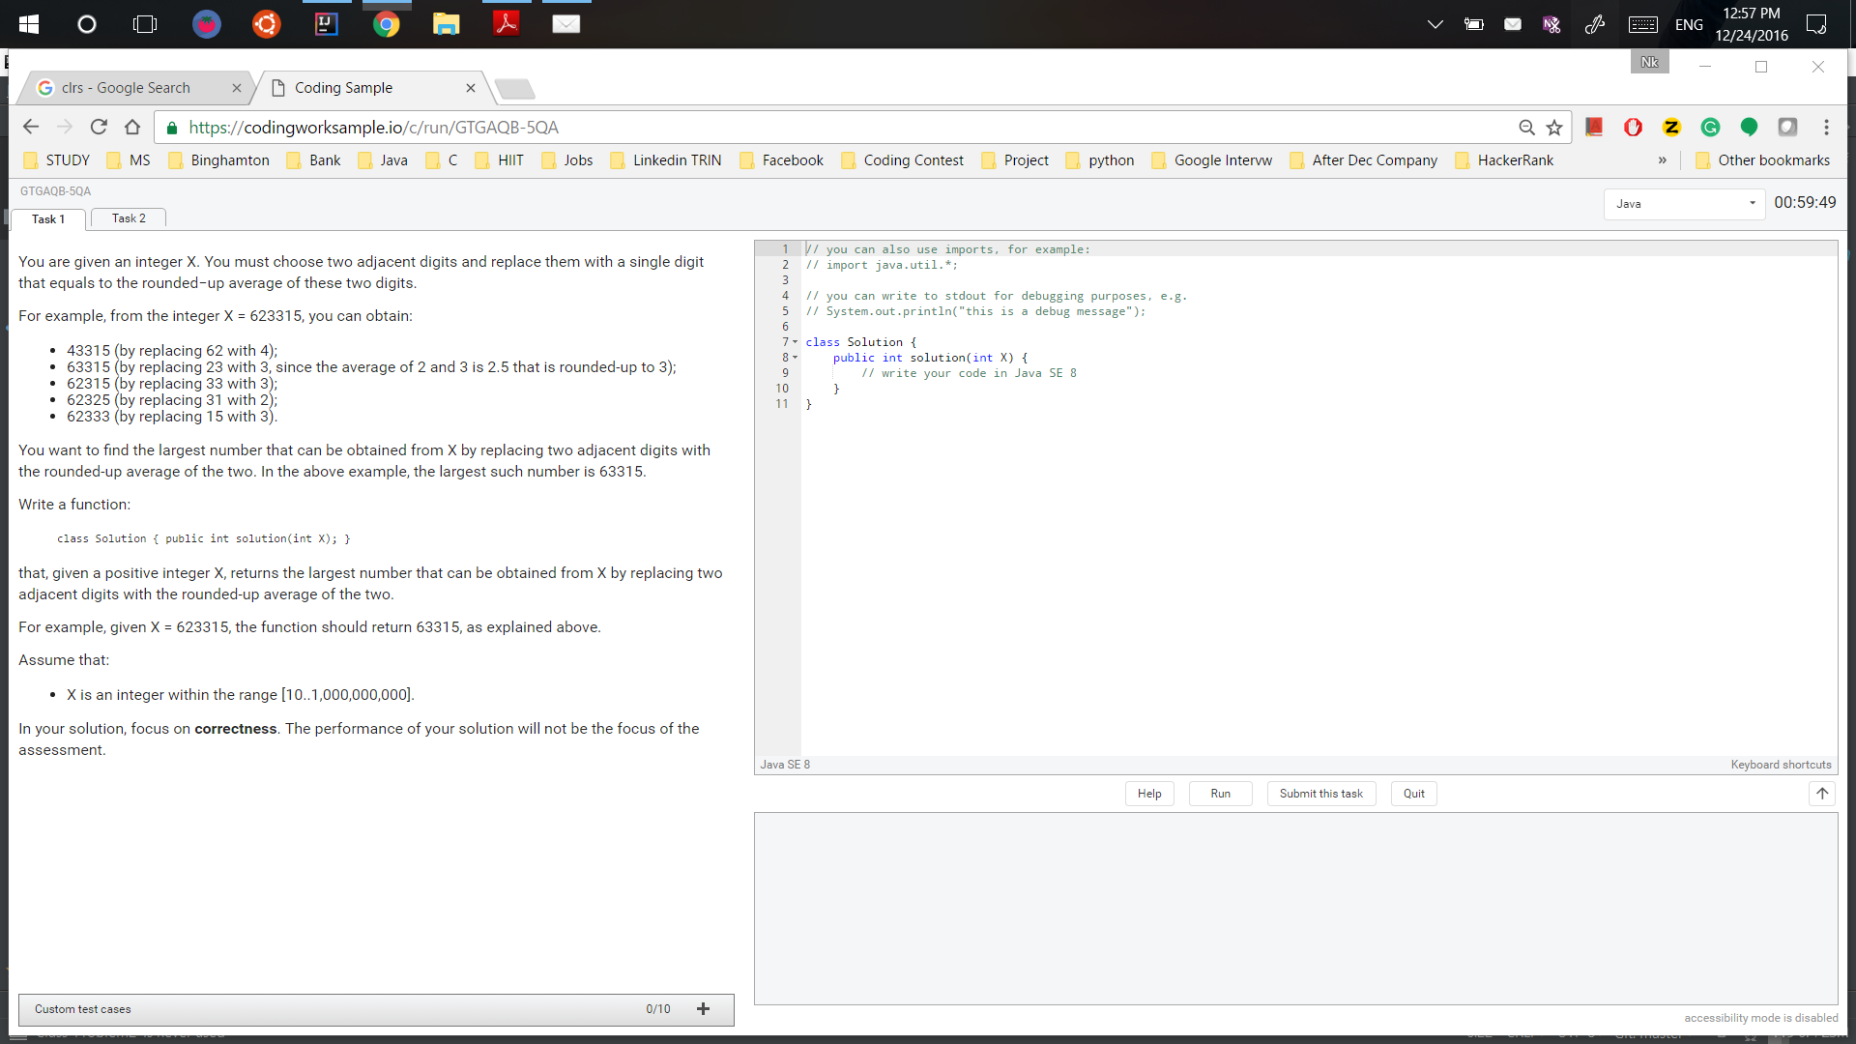 ENG
12:57 PM
12/24/2016
Nk
clrs - Google Search
Coding Sample
https://codingworksample.io/c/run/GTGAQB-5QA
STUDY MS Binghamton Bank Java C HIIT Jobs Linkedin TRIN Facebook Coding Contest Project python Google Intervw After Dec Company HackerRank » Other bookmarks
GTGAQB-5QA
Task 1 Task 2
Java 00:59:49
You are given an integer X. You must choose two adjacent digits and replace them with a single digit
that equals to the rounded-up average of these two digits.
For example, from the integer X = 623315, you can obtain:
• 43315 (by replacing 62 with 4);
• 63315 (by replacing 23 with 3, since the average of 2 and 3 is 2.5 that is rounded-up to 3);
• 62315 (by replacing 33 with 3);
• 62325 (by replacing 31 with 2);
• 62333 (by replacing 15 with 3).
You want to find the largest number that can be obtained from X by replacing two adjacent digits with
the rounded-up average of the two. In the above example, the largest such number is 63315.
Write a function:
class Solution { public int solution(int X); }
that, given a positive integer X, returns the largest number that can be obtained from X by replacing two
adjacent digits with the rounded-up average of the two.
For example, given X = 623315, the function should return 63315, as explained above.
Assume that:
• X is an integer within the range [10..1,000,000,000].
In your solution, focus on correctness. The performance of your solution will not be the focus of the
assessment.
Custom test cases 0/10 +
1 // you can also use imports, for example:
2 // import java.util.*;
3
4 // you can write to stdout for debugging purposes, e.g.
5 // System.out.println("this is a debug message");
6
7 class Solution {
8 public int solution(int X) {
9 // write your code in Java SE 8
10 }
11 }
Java SE 8 Keyboard shortcuts
Help Run Submit this task Quit
accessibility mode is disabled